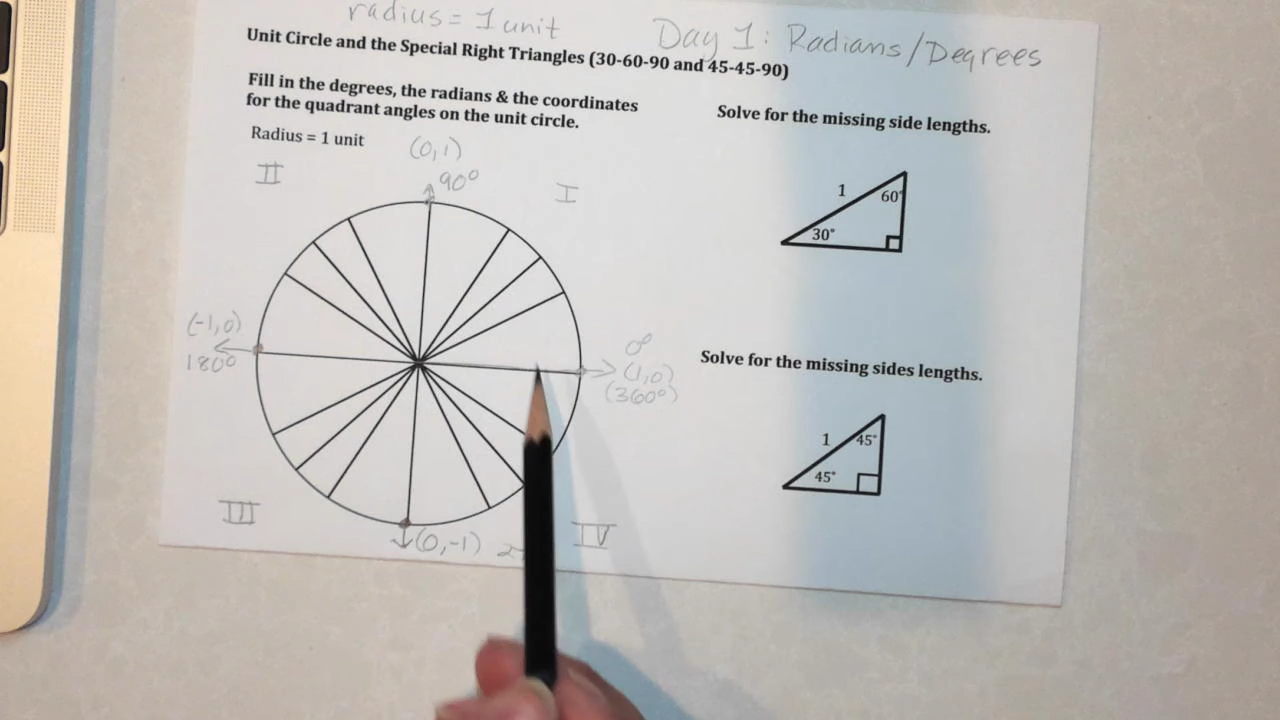 radius = 1 unit
Day 1: Radians/Degrees
Unit Circle and the Special Right Triangles (30-60-90 and 45-45-90)
Fill in the degrees, the radians & the coordinates
for the quadrant angles on the unit circle.
Radius = 1 unit
Solve for the missing side lengths.
(0,1)
90°
II
I
1
60°
30°
(-1,0)
180°
0°
(1,0)
(360°)
Solve for the missing sides lengths.
1
45°
45°
III
(0,-1)
IV